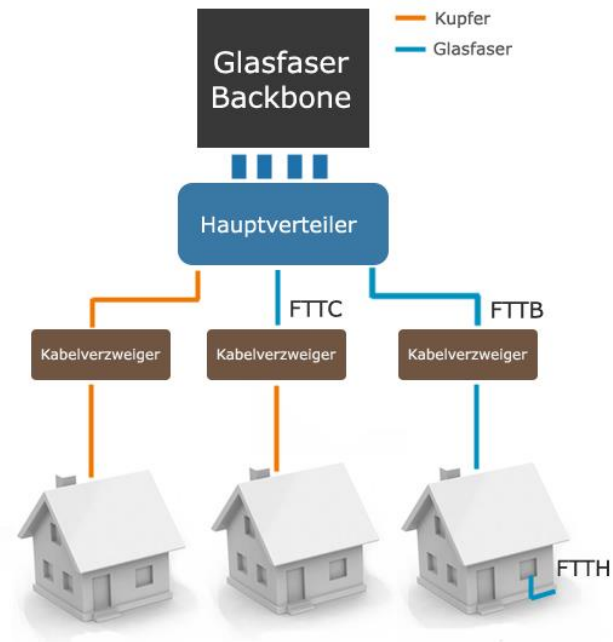 Kupfer
Glasfaser
Glasfaser
Backbone
Hauptverteiler
FTTC
FTTB
Kabelverzweiger
Kabelverzweiger
Kabelverzweiger
FTTH